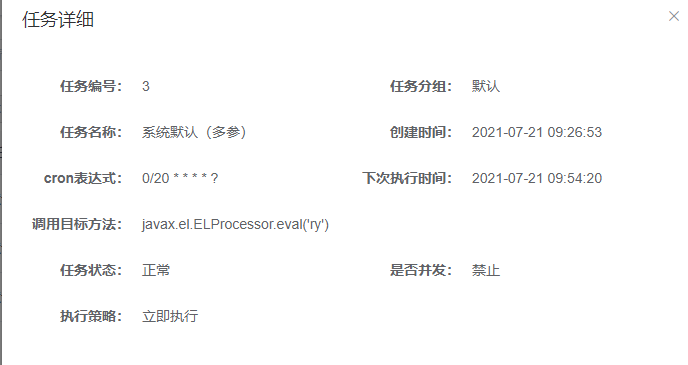 任务详细
任务编号： 3 任务分组： 默认
任务名称： 系统默认（多参） 创建时间： 2021-07-21 09:26:53
cron表达式： 0/20 * * * * ? 下次执行时间： 2021-07-21 09:54:20
调用目标方法： javax.el.ELProcessor.eval('ry')
任务状态： 正常 是否并发： 禁止
执行策略： 立即执行